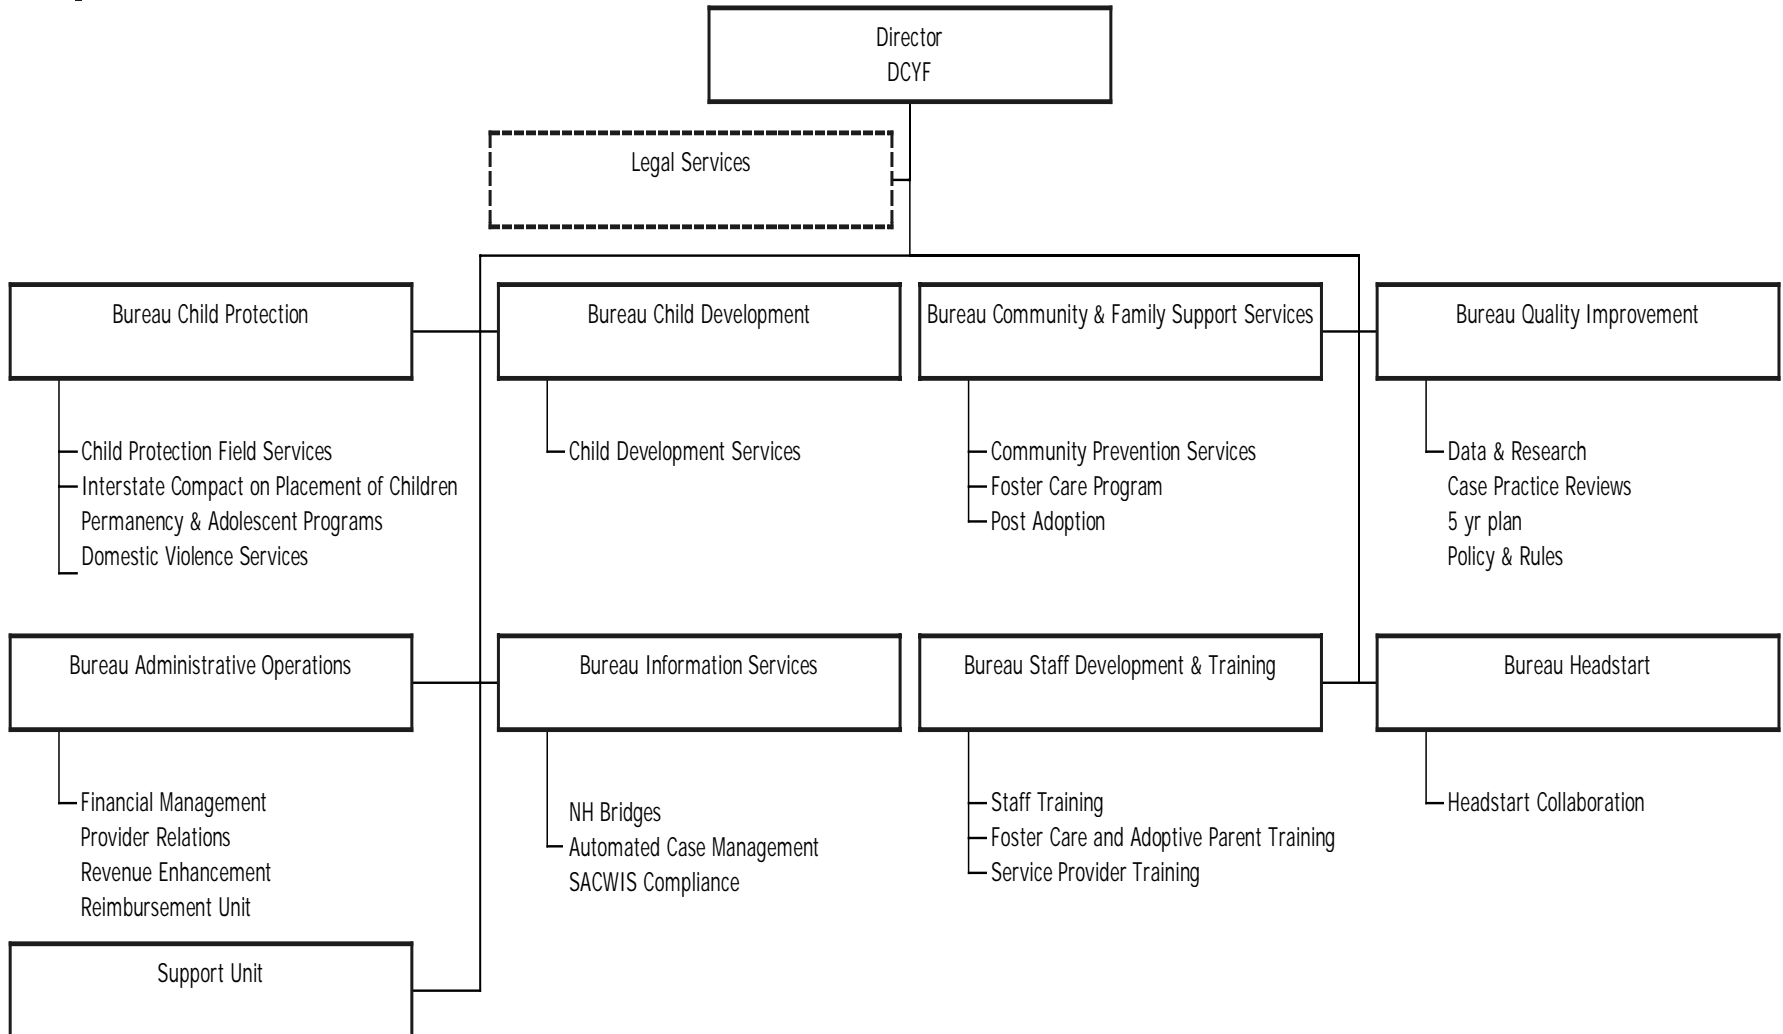 Director
DCYF
Legal Services
Bureau Child Protection
Bureau Child Development
Bureau Community & Family Support Services
Bureau Quality Improvement
Child Protection Field Services
Interstate Compact on Placement of Children
Permanency & Adolescent Programs
Domestic Violence Services
Child Development Services
Community Prevention Services
Foster Care Program
Post Adoption
Data & Research
Case Practice Reviews
5 yr plan
Policy & Rules
Bureau Administrative Operations
Bureau Information Services
Bureau Staff Development & Training
Bureau Headstart
Financial Management
Provider Relations
Revenue Enhancement
Reimbursement Unit
NH Bridges
Automated Case Management
SACWIS Compliance
Staff Training
Foster Care and Adoptive Parent Training
Service Provider Training
Headstart Collaboration
Support Unit